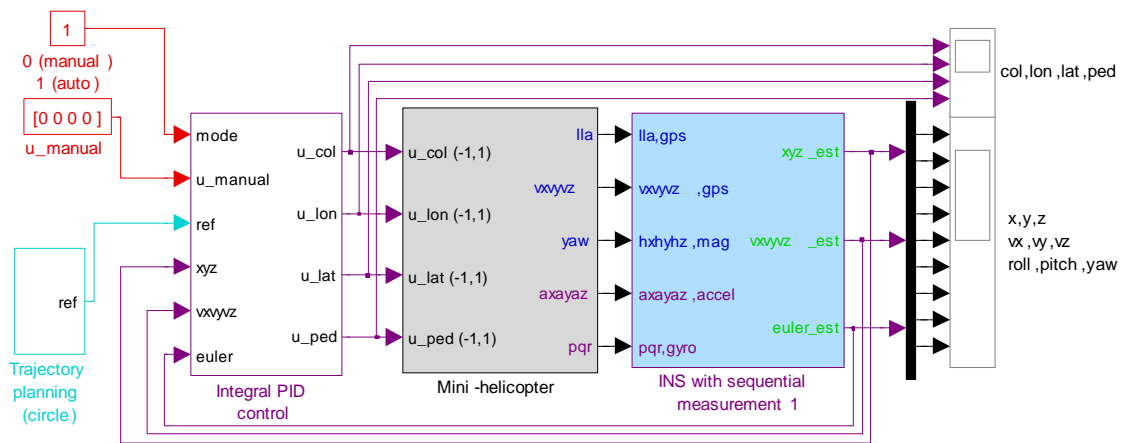 1
0 (manual )
1 (auto )
[0 0 0 0 ]
u_manual
ref
Trajectory
planning
(circle )
mode
u_manual
ref
xyz
vxvyvz
euler
u_col
u_lon
u_lat
u_ped
Integral PID
control
u_col (-1,1)
u_lon (-1,1)
u_lat (-1,1)
u_ped (-1,1)
lla
vxvyvz
yaw
axayaz
pqr
Mini -helicopter
lla,gps
vxvyvz ,gps
hxhyhz ,mag
axayaz ,accel
pqr,gyro
xyz _est
vxvyvz _est
euler_est
INS with sequential
measurement 1
col,lon ,lat ,ped
x,y,z
vx ,vy ,vz
roll ,pitch ,yaw